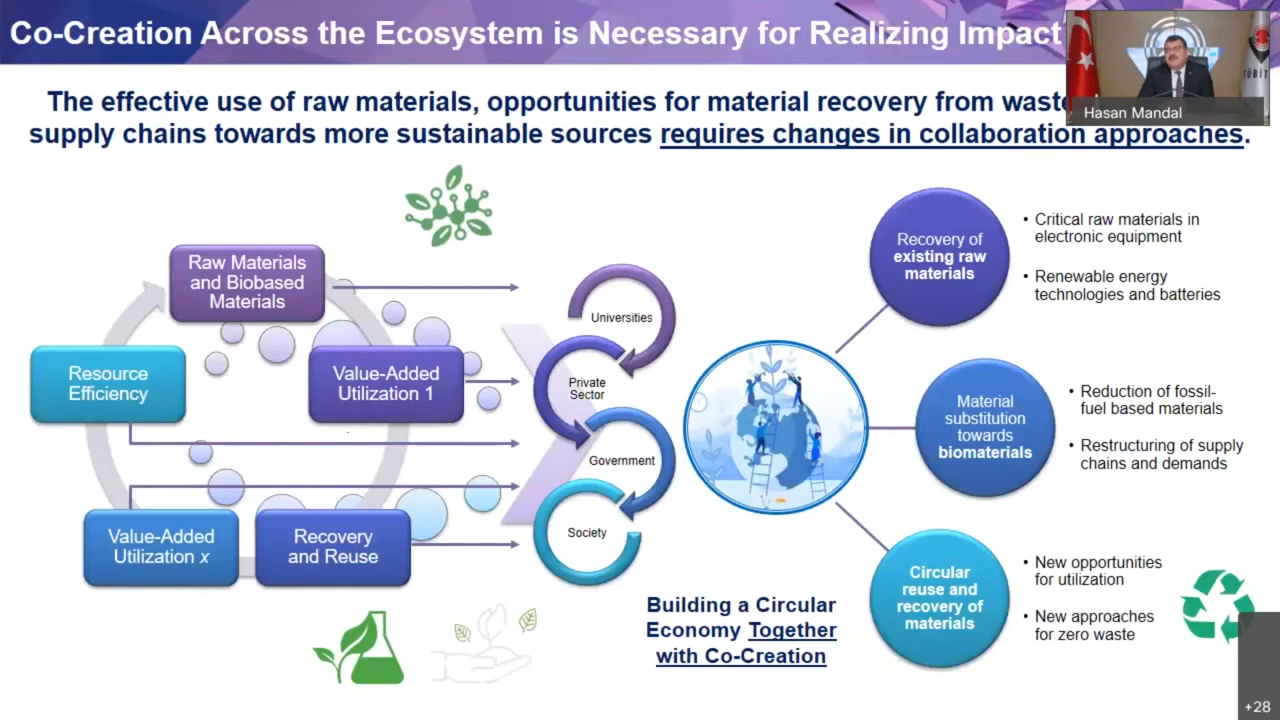 Co-Creation Across the Ecosystem is Necessary for Realizing Impact
The effective use of raw materials, opportunities for material recovery from waste
supply chains towards more sustainable sources requires changes in collaboration approaches.
Hasan Mandal
Raw Materials
and Biobased
Materials
Resource
Efficiency
Value-Added
Utilization 1
Value-Added
Utilization x
Recovery
and Reuse
Universities
Private
Sector
Government
Society
Building a Circular
Economy Together
with Co-Creation
Recovery of
existing raw
materials
• Critical raw materials in
electronic equipment
• Renewable energy
technologies and batteries
Material
substitution
towards
biomaterials
• Reduction of fossil-
fuel based materials
• Restructuring of supply
chains and demands
Circular
reuse and
recovery of
materials
• New opportunities
for utilization
• New approaches
for zero waste
+28